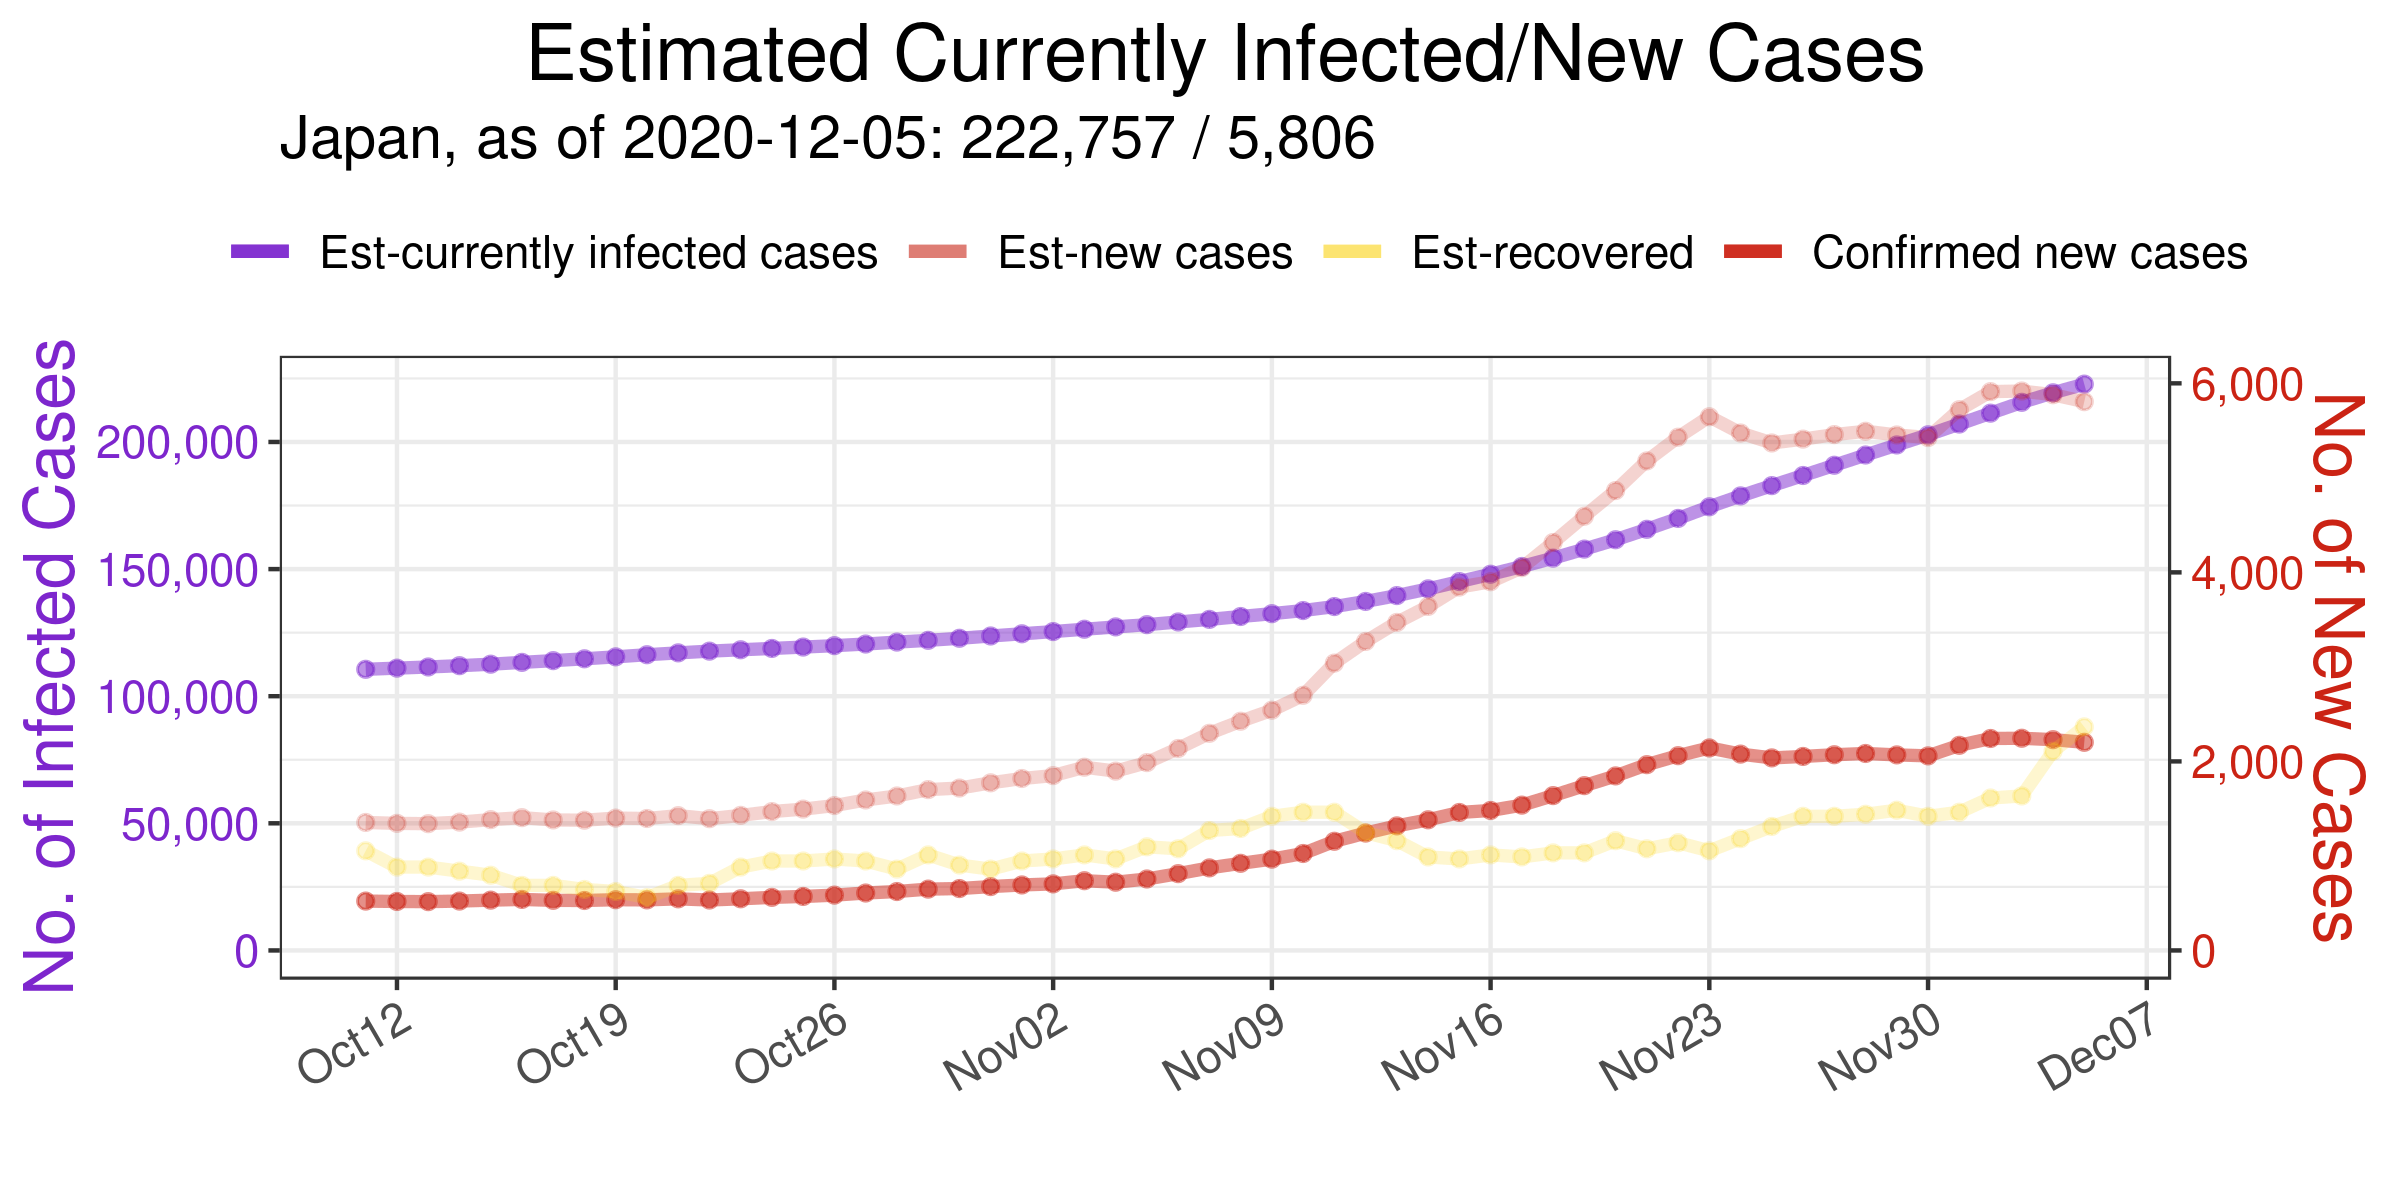 Estimated Currently Infected/New Cases
Japan, as of 2020-12-05: 222,757 / 5,806
Est-currently infected cases Est-new cases Est-recovered Confirmed new cases
No. of Infected Cases
200,000
150,000
100,000
50,000
0
6,000
4,000
2,000
0
No. of New Cases
Oct12 Oct19 Oct26 Nov02 Nov09 Nov16 Nov23 Nov30 Dec07